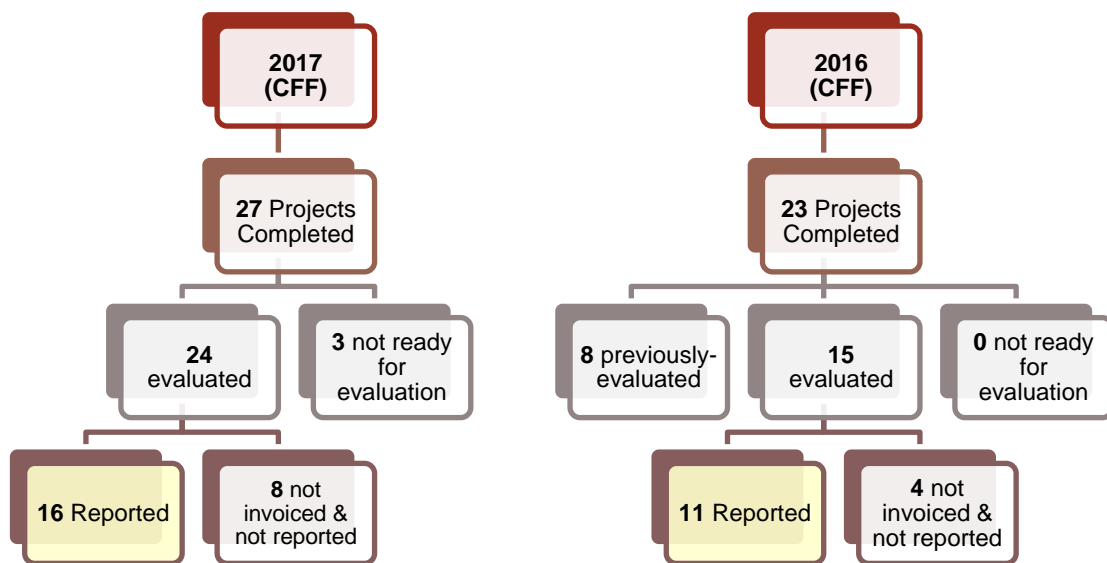 2017
(CFF)
2016
(CFF)
27 Projects
Completed
23 Projects
Completed
24
evaluated
3 not ready
for
evaluation
8 previously-
evaluated
15
evaluated
0 not ready
for
evaluation
16 Reported
8 not
invoiced &
not reported
11 Reported
4 not
invoiced &
not reported